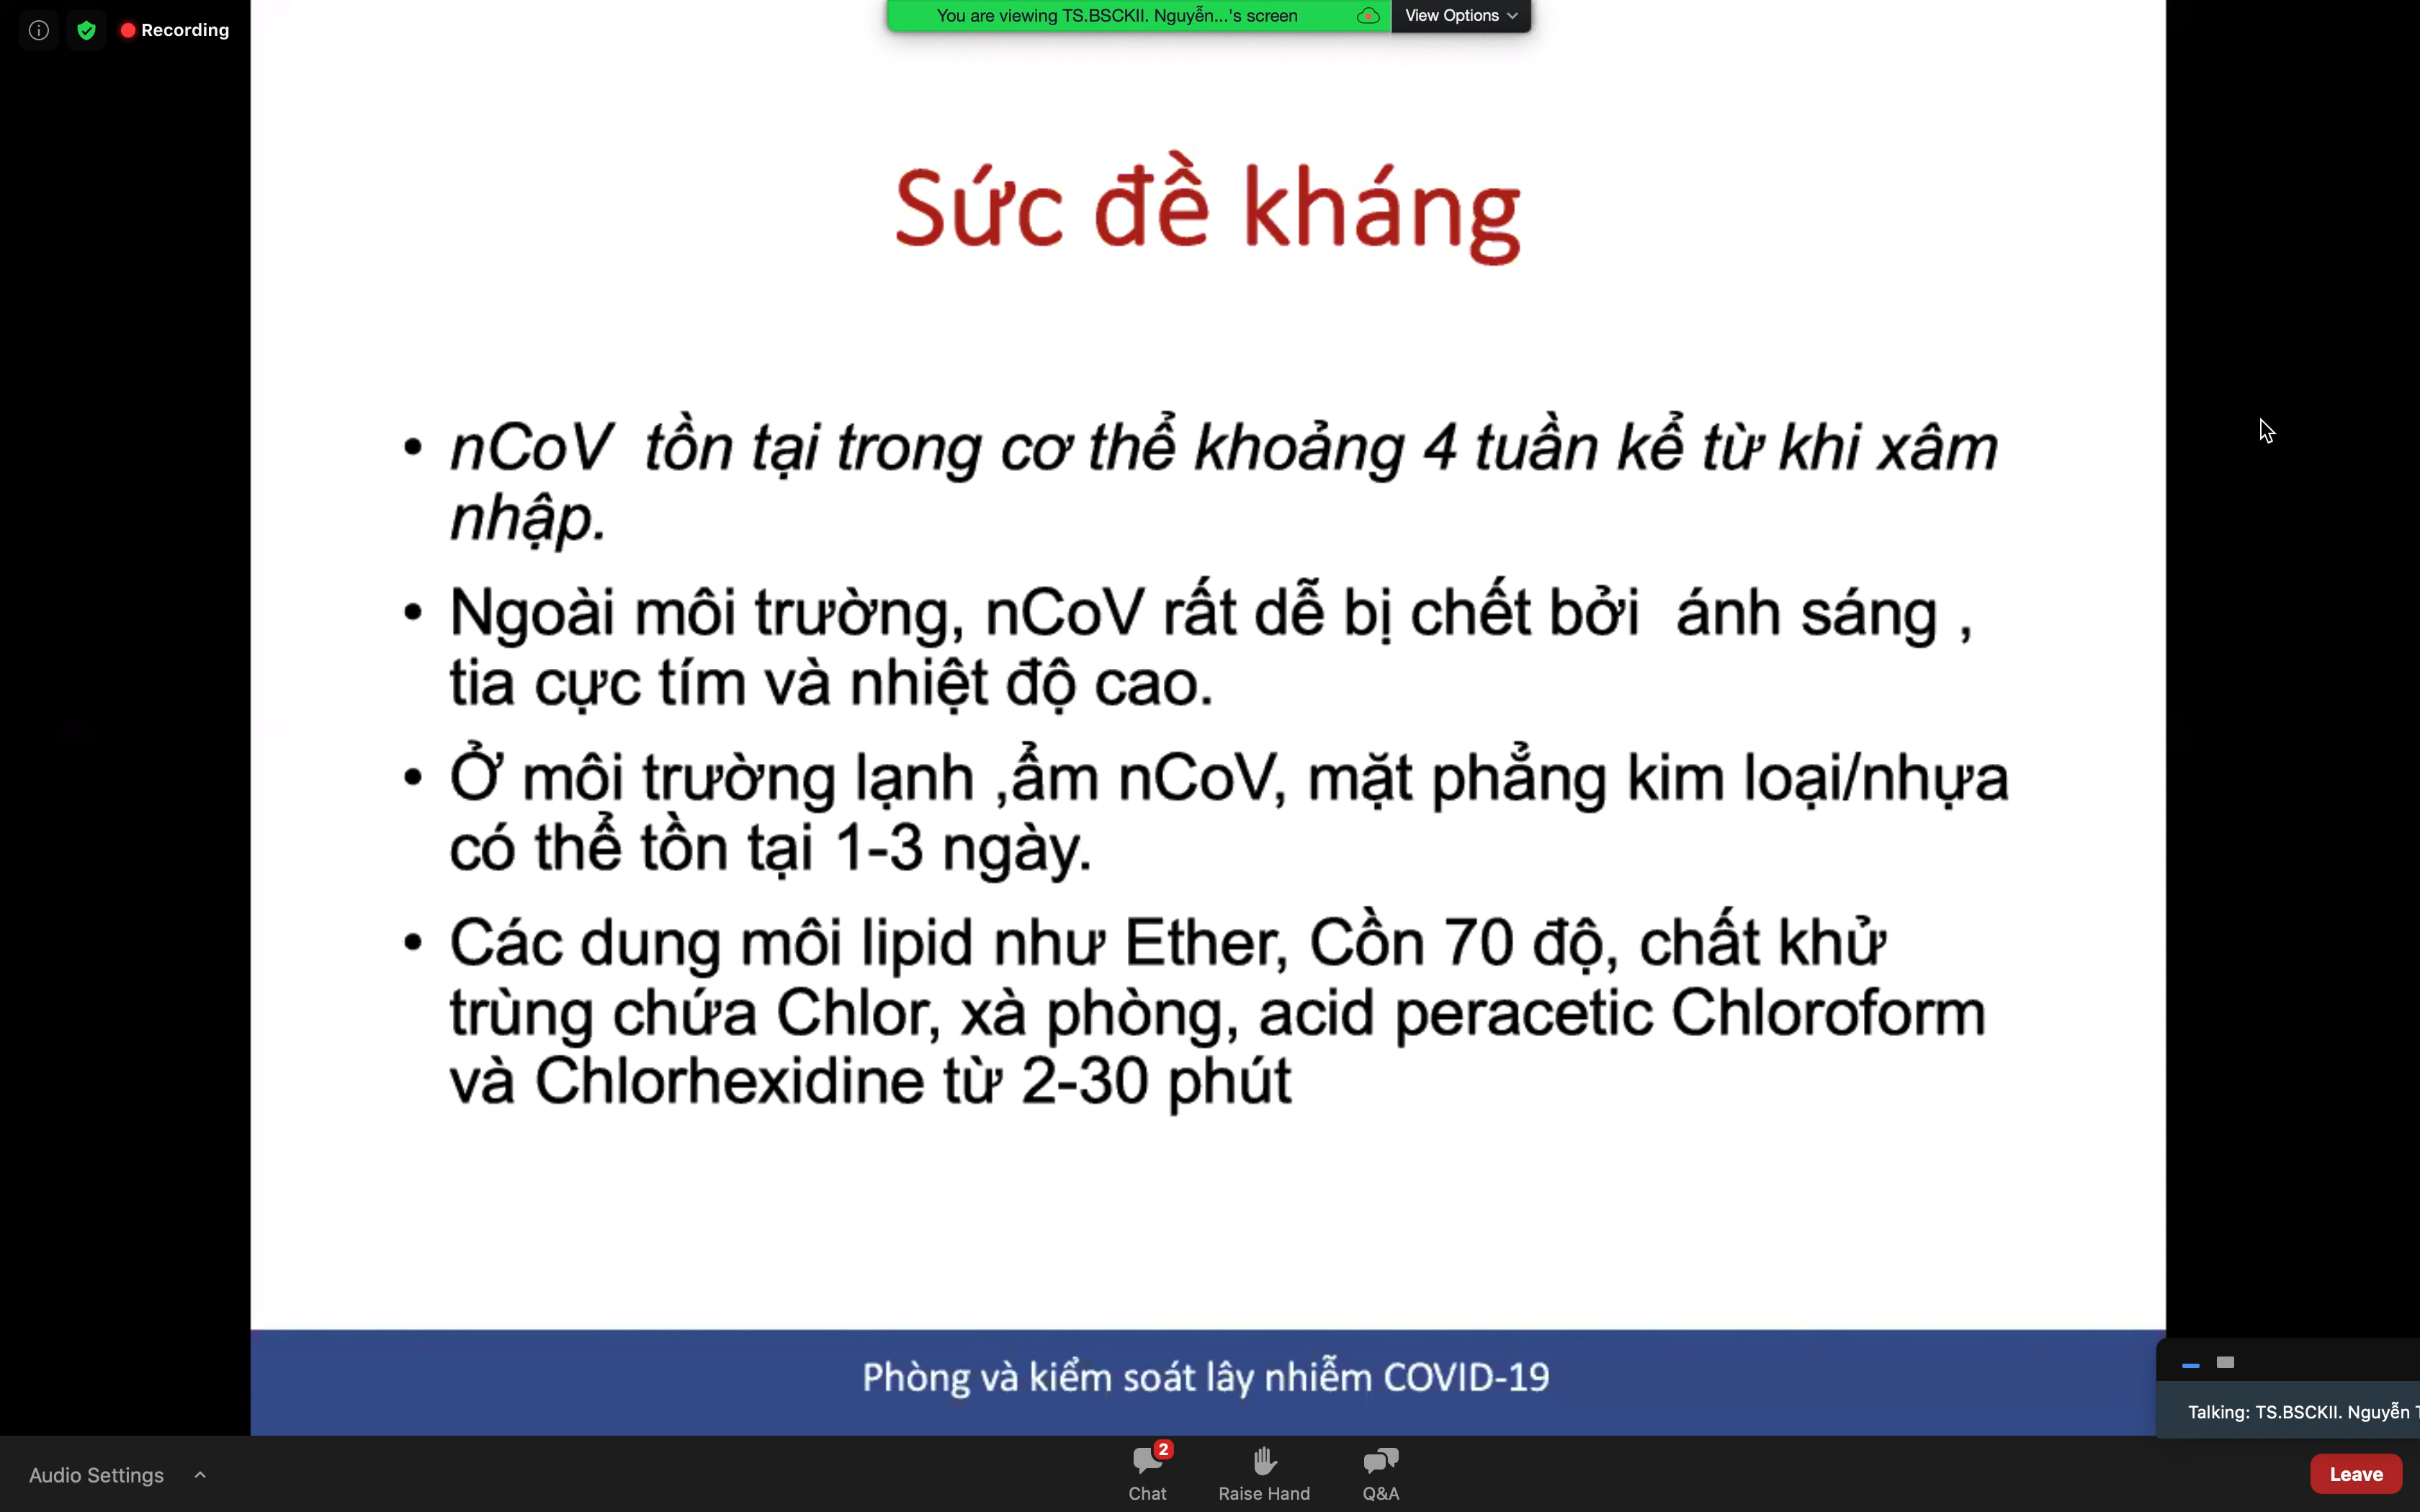 Recording
You are viewing TS.BSCKII. Nguyễn...'s screen
View Options
Sức đề kháng
• nCoV tồn tại trong cơ thể khoảng 4 tuần kể từ khi xâm
nhập.
• Ngoài môi trường, nCoV rất dễ bị chết bởi ánh sáng ,
tia cực tím và nhiệt độ cao.
• Ở môi trường lạnh ,ẩm nCoV, mặt phẳng kim loại/nhựa
có thể tồn tại 1-3 ngày.
• Các dung môi lipid như Ether, Cồn 70 độ, chất khử
trùng chứa Chlor, xà phòng, acid peracetic Chloroform
và Chlorhexidine từ 2-30 phút
Phòng và kiểm soát lây nhiễm COVID-19
Talking: TS.BSCKII. Nguyễn T
Audio Settings
2
Chat
Raise Hand
Q&A
Leave